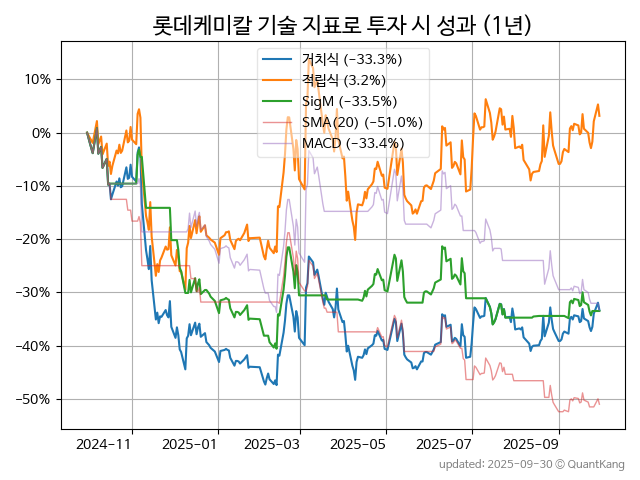 롯데케미칼 기술 지표로 투자 시 성과 (1년)
거치식 (−33.3%)
적립식 (3.2%)
SigM (−33.5%)
SMA(20) (−51.0%)
MACD (−33.4%)
10%
0%
−10%
−20%
−30%
−40%
−50%
2024-11 2025-01 2025-03 2025-05 2025-07 2025-09
updated: 2025-09-30 © QuantKang